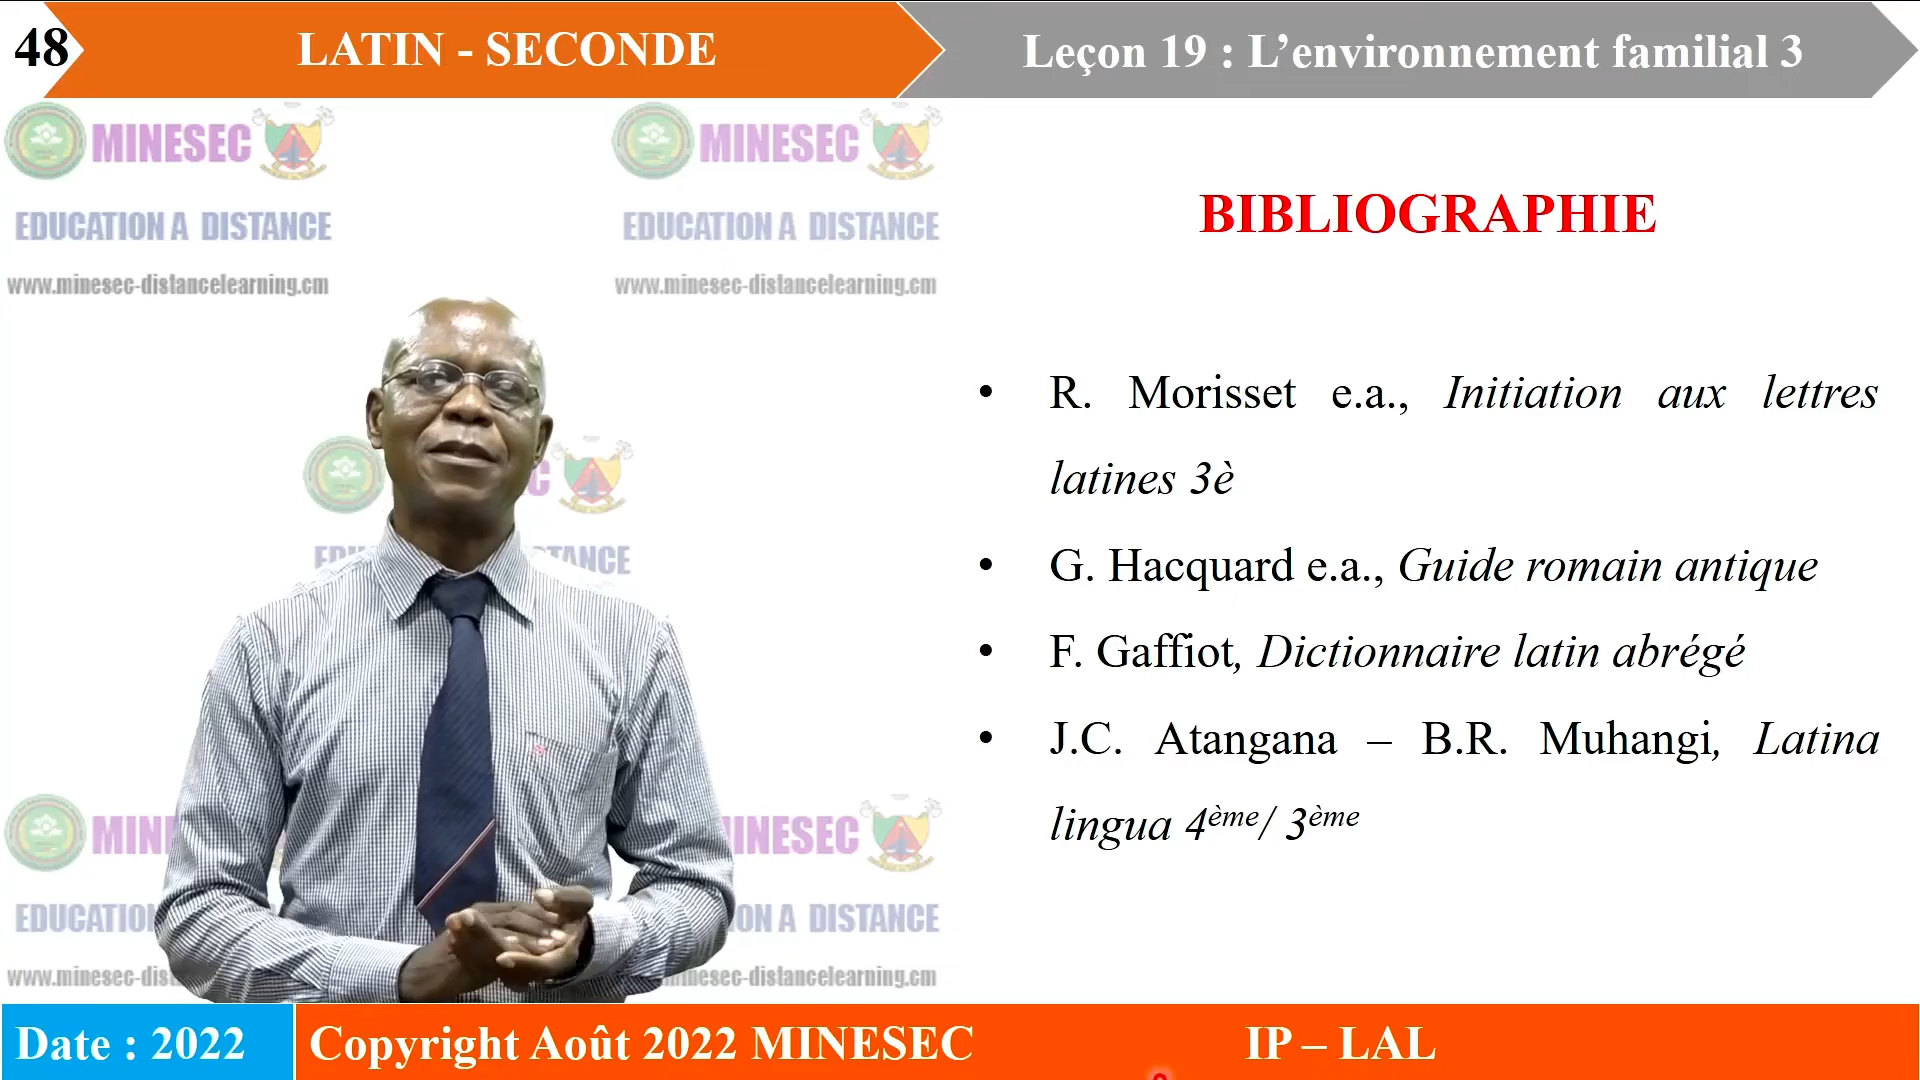 48
LATIN - SECONDE
Leçon 19 : L’environnement familial 3
MINESEC
MINESEC
EDUCATION A DISTANCE
EDUCATION A DISTANCE
www.minesec-distancelearning.cm
www.minesec-distancelearning.cm
BIBLIOGRAPHIE
• R. Morisset e.a., Initiation aux lettres
latines 3è
• G. Hacquard e.a., Guide romain antique
• F. Gaffiot, Dictionnaire latin abrégé
• J.C. Atangana – B.R. Muhangi, Latina
lingua 4ème/ 3ème
Date : 2022
Copyright Août 2022 MINESEC
IP – LAL